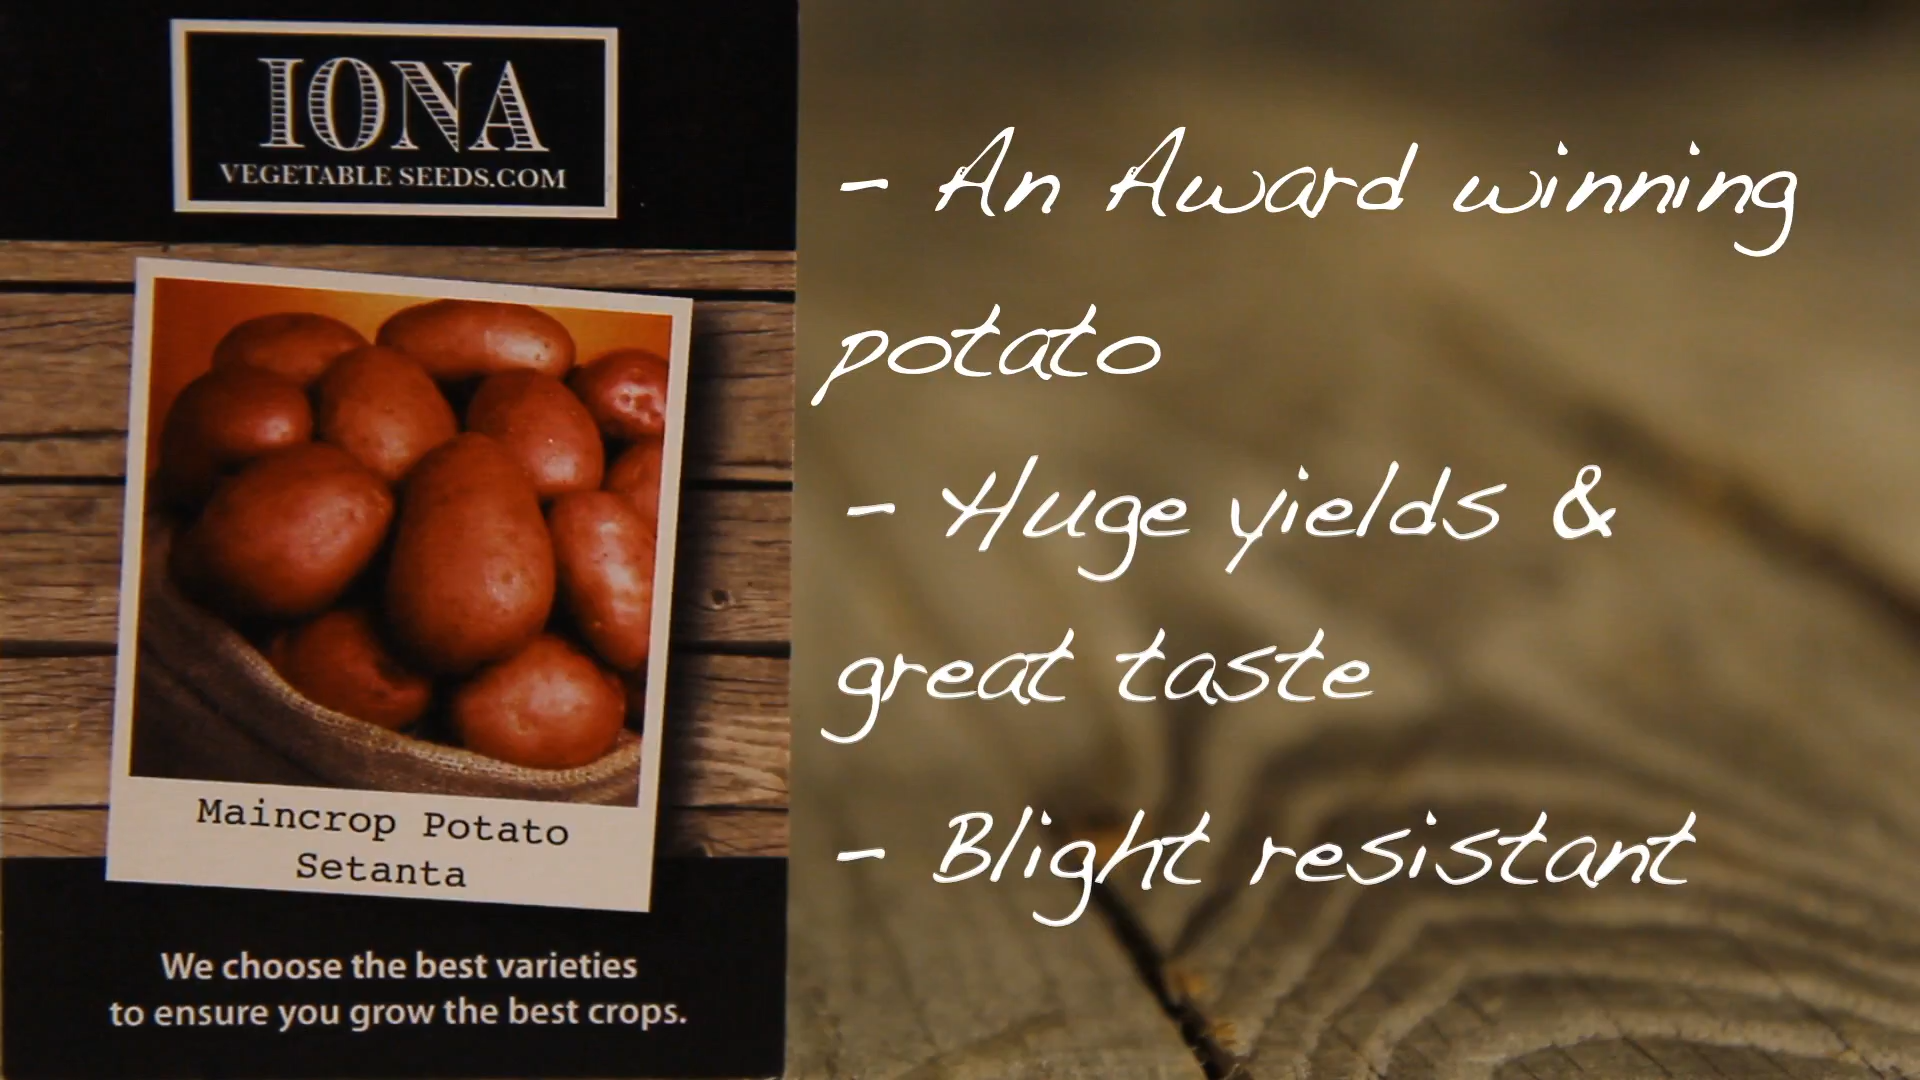 IONA
VEGETABLE SEEDS.COM
Maincrop Potato
Setanta
We choose the best varieties
to ensure you grow the best crops.
- An Award winning
potato
- Huge yields &
great taste
- Blight resistant